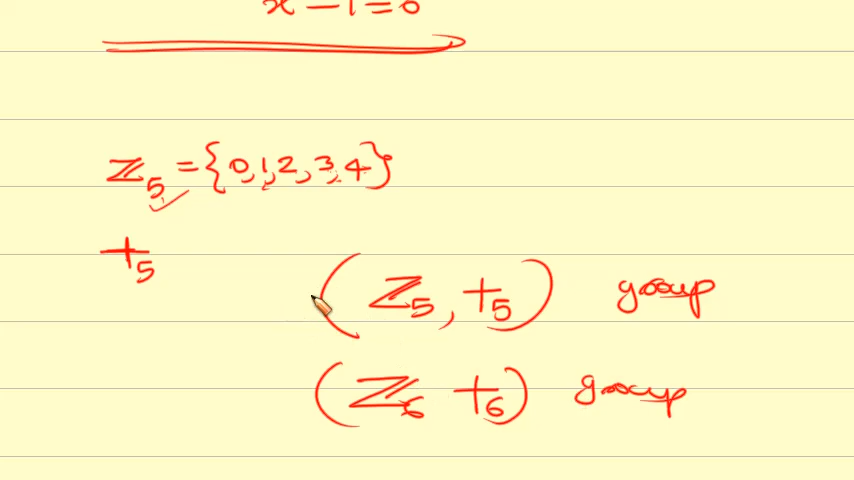 x - 1 = 0
ℤ₅ = {0,1,2,3,4}
+₅
(ℤ₅, +₅) group
(ℤ₆ +₆) group